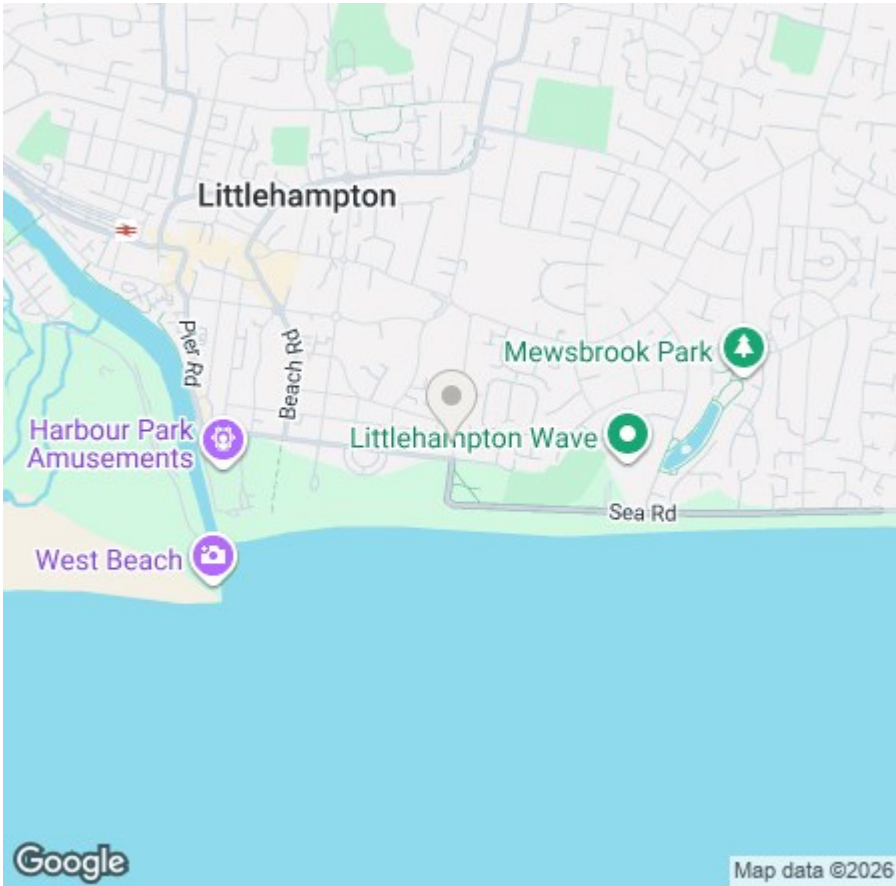 Littlehampton
Pier Rd
Beach Rd
Mewsbrook Park
Harbour Park
Amusements
Littlehampton Wave
Sea Rd
West Beach
Google
Map data ©2026